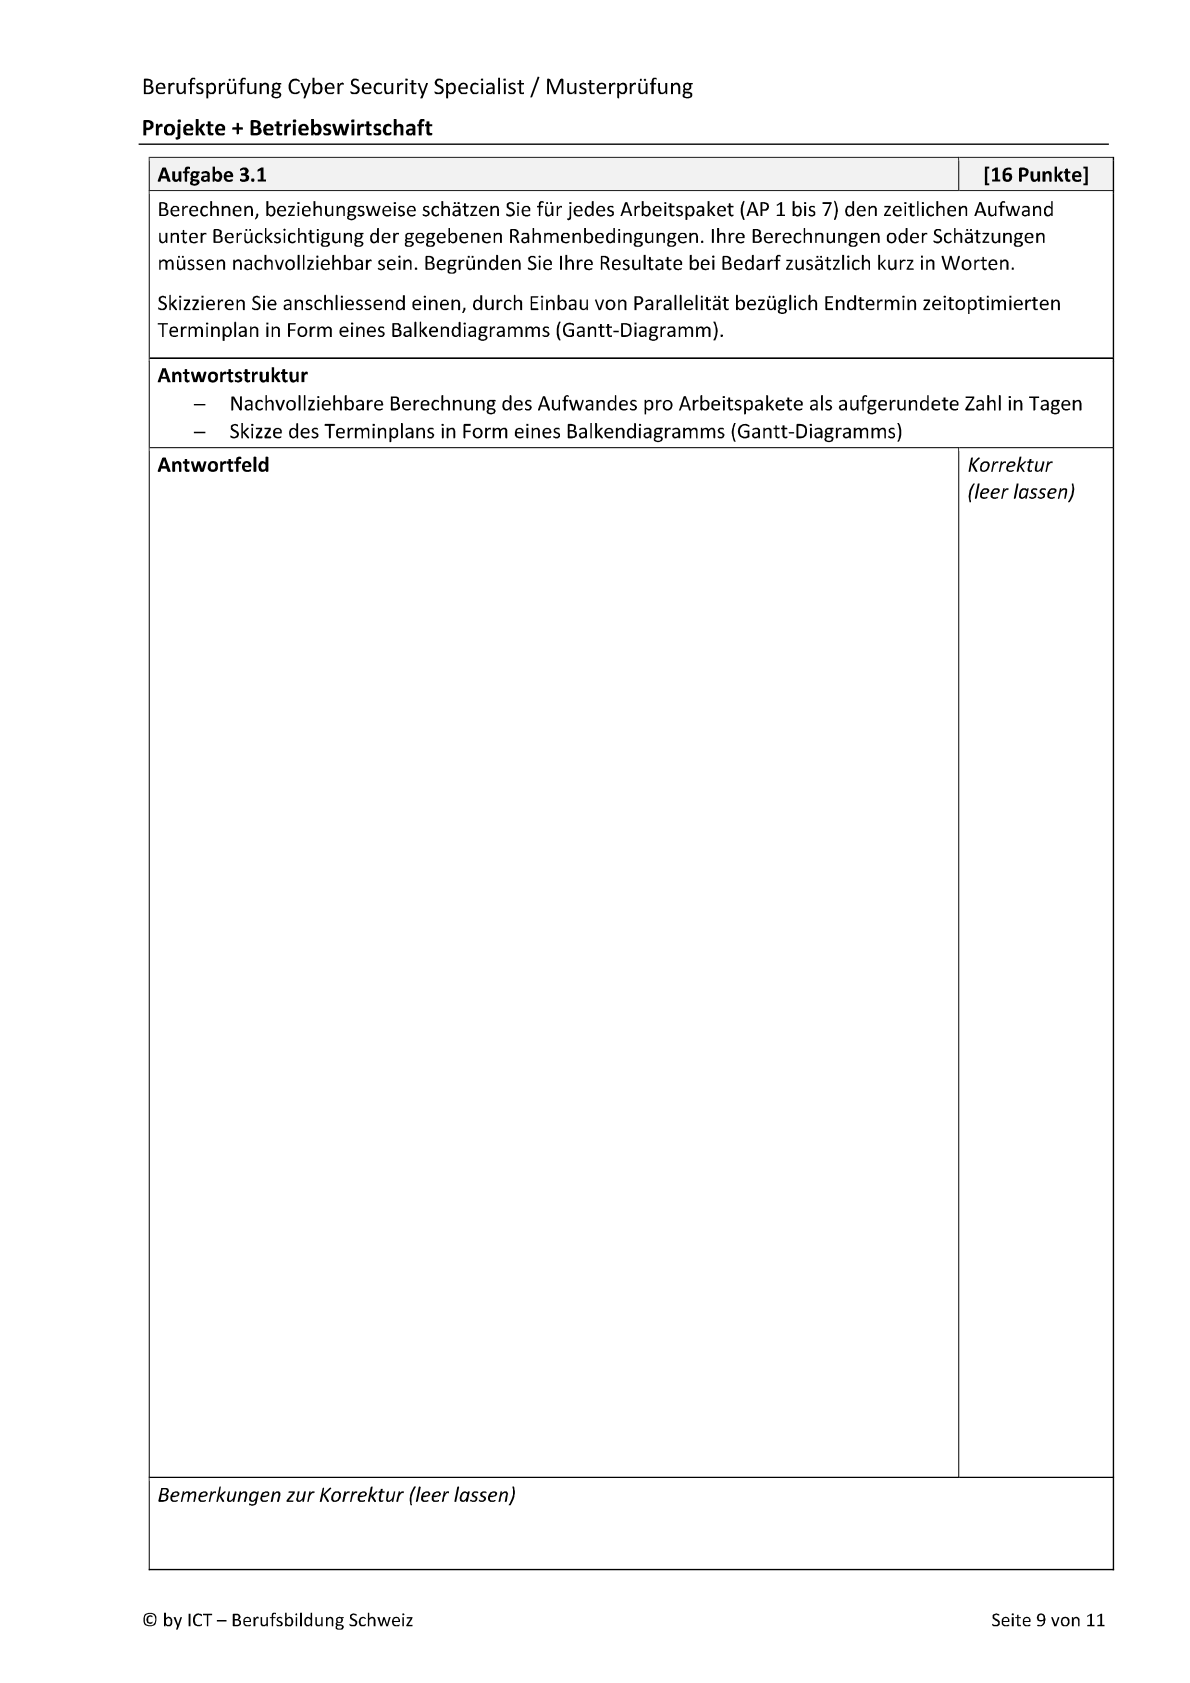 Berufsprüfung Cyber Security Specialist / Musterprüfung
Projekte + Betriebswirtschaft
Aufgabe 3.1 [16 Punkte]
Berechnen, beziehungsweise schätzen Sie für jedes Arbeitspaket (AP 1 bis 7) den zeitlichen Aufwand
unter Berücksichtigung der gegebenen Rahmenbedingungen. Ihre Berechnungen oder Schätzungen
müssen nachvollziehbar sein. Begründen Sie Ihre Resultate bei Bedarf zusätzlich kurz in Worten.
Skizzieren Sie anschliessend einen, durch Einbau von Parallelität bezüglich Endtermin zeitoptimierten
Terminplan in Form eines Balkendiagramms (Gantt-Diagramm).
Antwortstruktur
– Nachvollziehbare Berechnung des Aufwandes pro Arbeitspakete als aufgerundete Zahl in Tagen
– Skizze des Terminplans in Form eines Balkendiagramms (Gantt-Diagramms)
Antwortfeld
Korrektur
(leer lassen)
Bemerkungen zur Korrektur (leer lassen)
© by ICT – Berufsbildung Schweiz Seite 9 von 11